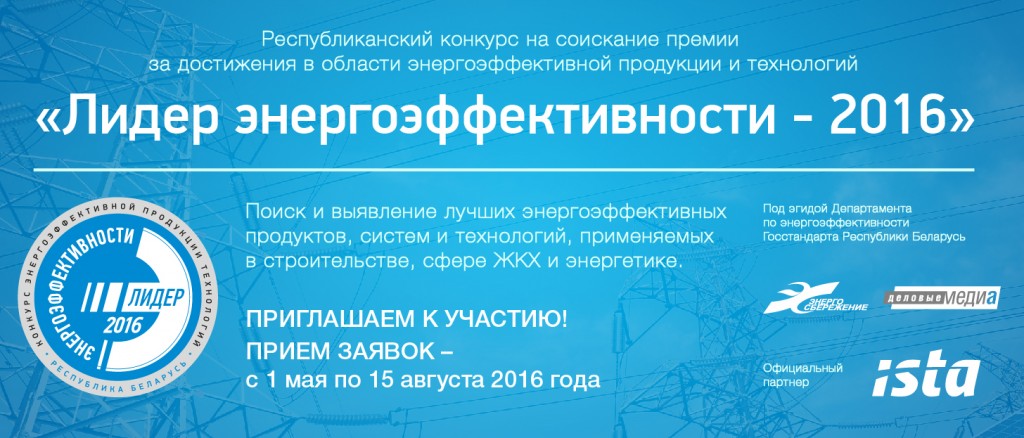 Республиканский конкурс на соискание премии
за достижения в области энергоэффективной продукции и технологий
«Лидер энергоэффективности - 2016»
КОНКУРС ЭНЕРГОЭФФЕКТИВНОЙ ПРОДУКЦИИ И ТЕХНОЛОГИЙ
• РЕСПУБЛИКА БЕЛАРУСЬ •
ЭНЕРГОЭФФЕКТИВНОСТИ
ЛИДЕР
2016
Поиск и выявление лучших энергоэффективных
продуктов, систем и технологий, применяемых
в строительстве, сфере ЖКХ и энергетике.
ПРИГЛАШАЕМ К УЧАСТИЮ!
ПРИЕМ ЗАЯВОК –
с 1 мая по 15 августа 2016 года
Под эгидой Департамента
по энергоэффективности
Госстандарта Республики Беларусь
ЭНЕРГО
СБЕРЕЖЕНИЕ
деловые МЕДИа
Официальный
партнер
ista